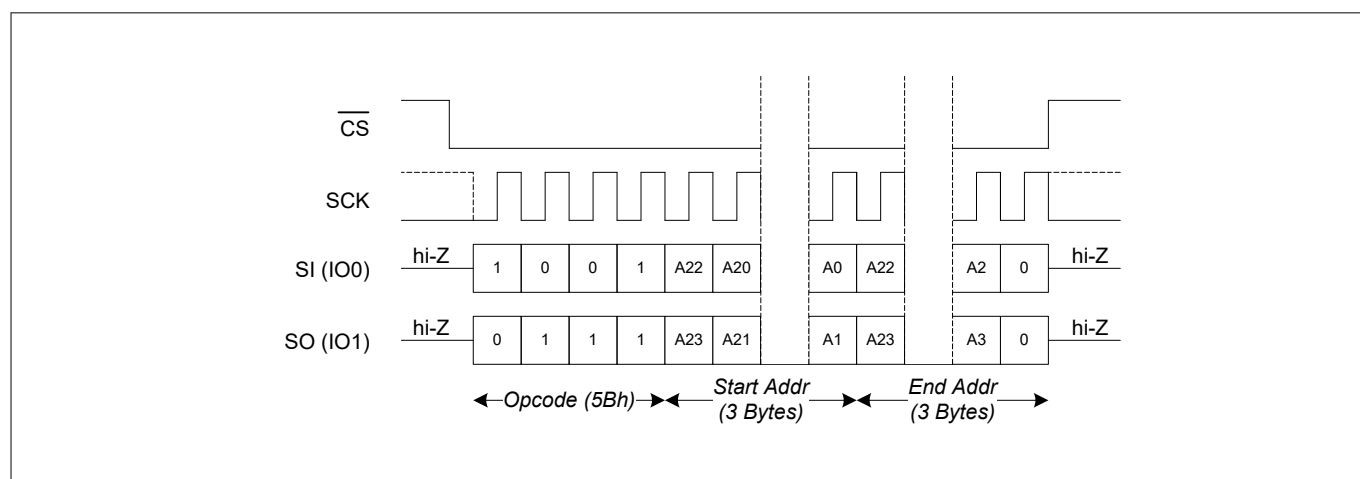 CS
SCK
SI (IO0) hi-Z 1 0 0 1 A22 A20 A0 A22 A2 0 hi-Z
SO (IO1) hi-Z 0 1 1 1 A23 A21 A1 A23 A3 0 hi-Z
Opcode (5Bh) Start Addr End Addr
(3 Bytes) (3 Bytes)